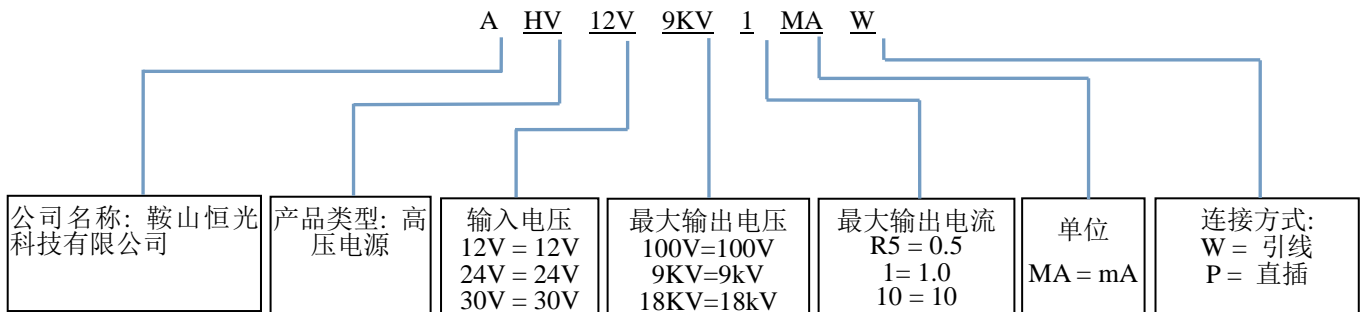 A HV 12V 9KV 1 MA W
公司名称: 鞍山恒光
科技有限公司
产品类型: 高
压电源
输入电压
12V = 12V
24V = 24V
30V = 30V
最大输出电压
100V=100V
9KV=9kV
18KV=18kV
最大输出电流
R5 = 0.5
1= 1.0
10 = 10
单位
MA = mA
连接方式:
W = 引线
P = 直插